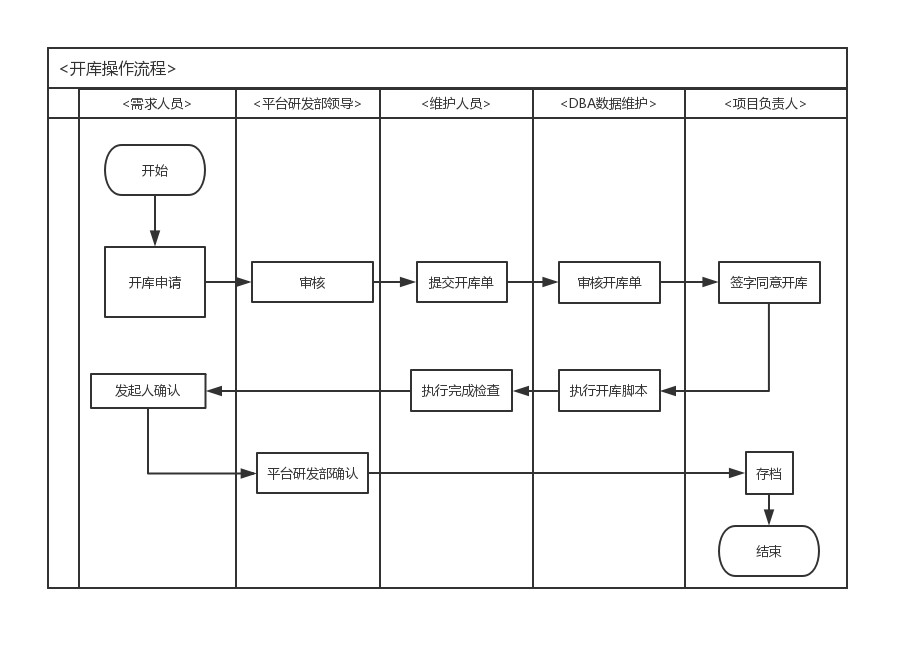 <开库操作流程>
<需求人员>
<平台研发部领导>
<维护人员>
<DBA数据维护>
<项目负责人>
开始
开库申请
审核
提交开库单
审核开库单
签字同意开库
发起人确认
执行完成检查
执行开库脚本
平台研发部确认
存档
结束